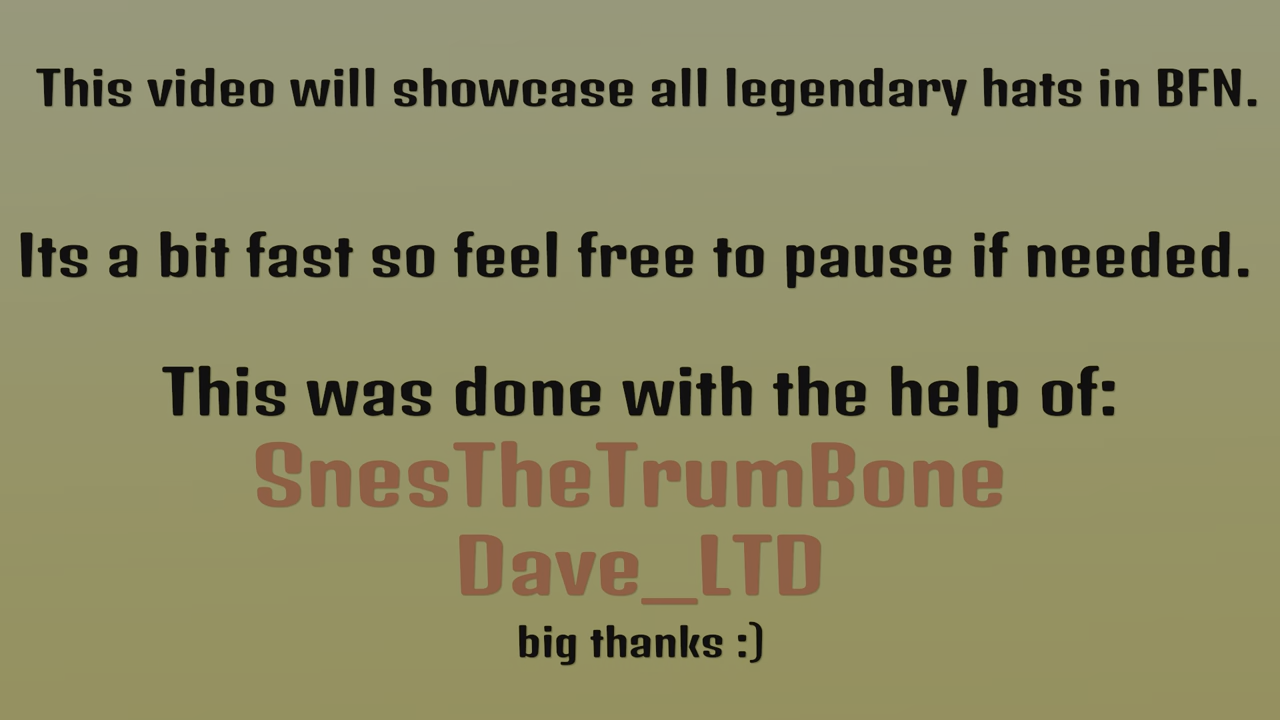 This video will showcase all legendary hats in BFN.
Its a bit fast so feel free to pause if needed.
This was done with the help of:
SnesTheTrumBone
Dave_LTD
big thanks :)